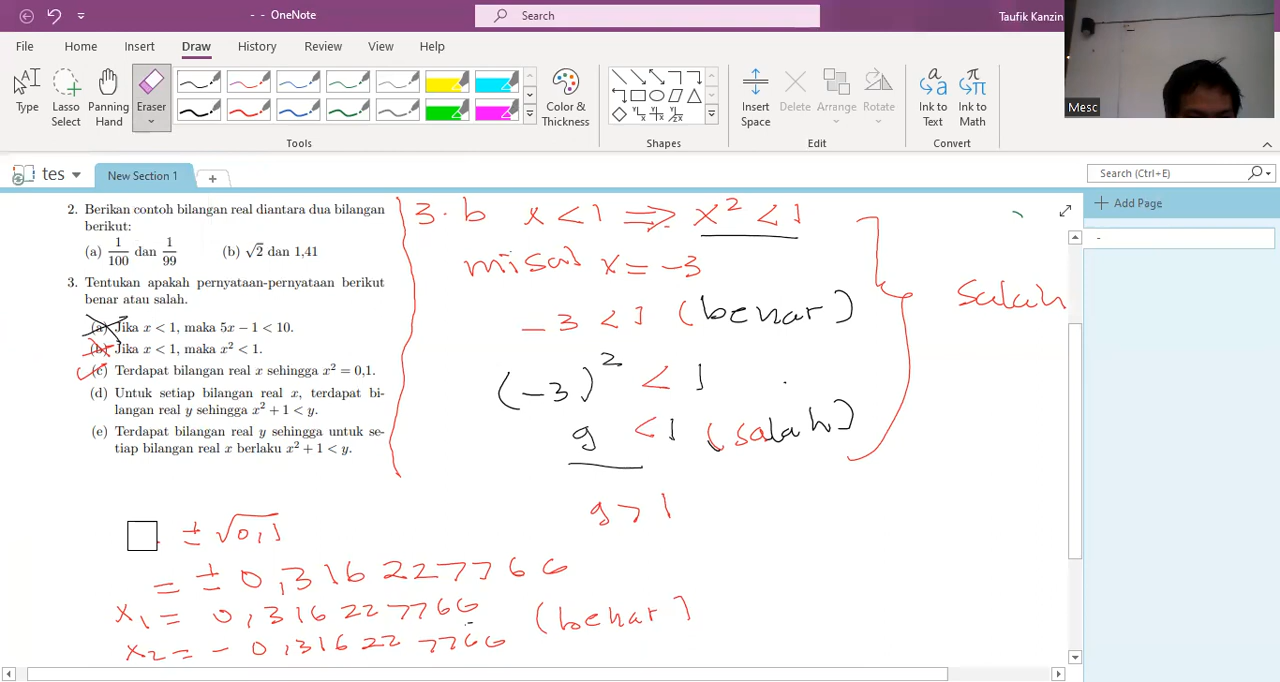 - - OneNote
Search
Taufik Kanzin
File Home Insert Draw History Review View Help
Type
Lasso Select
Panning Hand
Eraser
Color & Thickness
Insert Space
Delete
Arrange
Rotate
Ink to Text
Ink to Math
Tools
Shapes
Edit
Convert
Mesc
tes
New Section 1
Search (Ctrl+E)
Add Page
-
2. Berikan contoh bilangan real diantara dua bilangan
berikut:
(a) 1/100 dan 1/99 (b) √2 dan 1,41
3. Tentukan apakah pernyataan-pernyataan berikut
benar atau salah.
(a) Jika x < 1, maka 5x − 1 < 10.
(b) Jika x < 1, maka x² < 1.
(c) Terdapat bilangan real x sehingga x² = 0,1.
(d) Untuk setiap bilangan real x, terdapat bi-
langan real y sehingga x² + 1 < y.
(e) Terdapat bilangan real y sehingga untuk se-
tiap bilangan real x berlaku x² + 1 < y.
3. b x < 1 ⇒ x² < 1
misal x = -3
-3 < 1 (benar)
(-3)² < 1
9 < 1 (salah)
9 > 1
salah
± √0,1
= ± 0,316227766
x1 = 0,316227766 (benar)
x2 = - 0,316227766